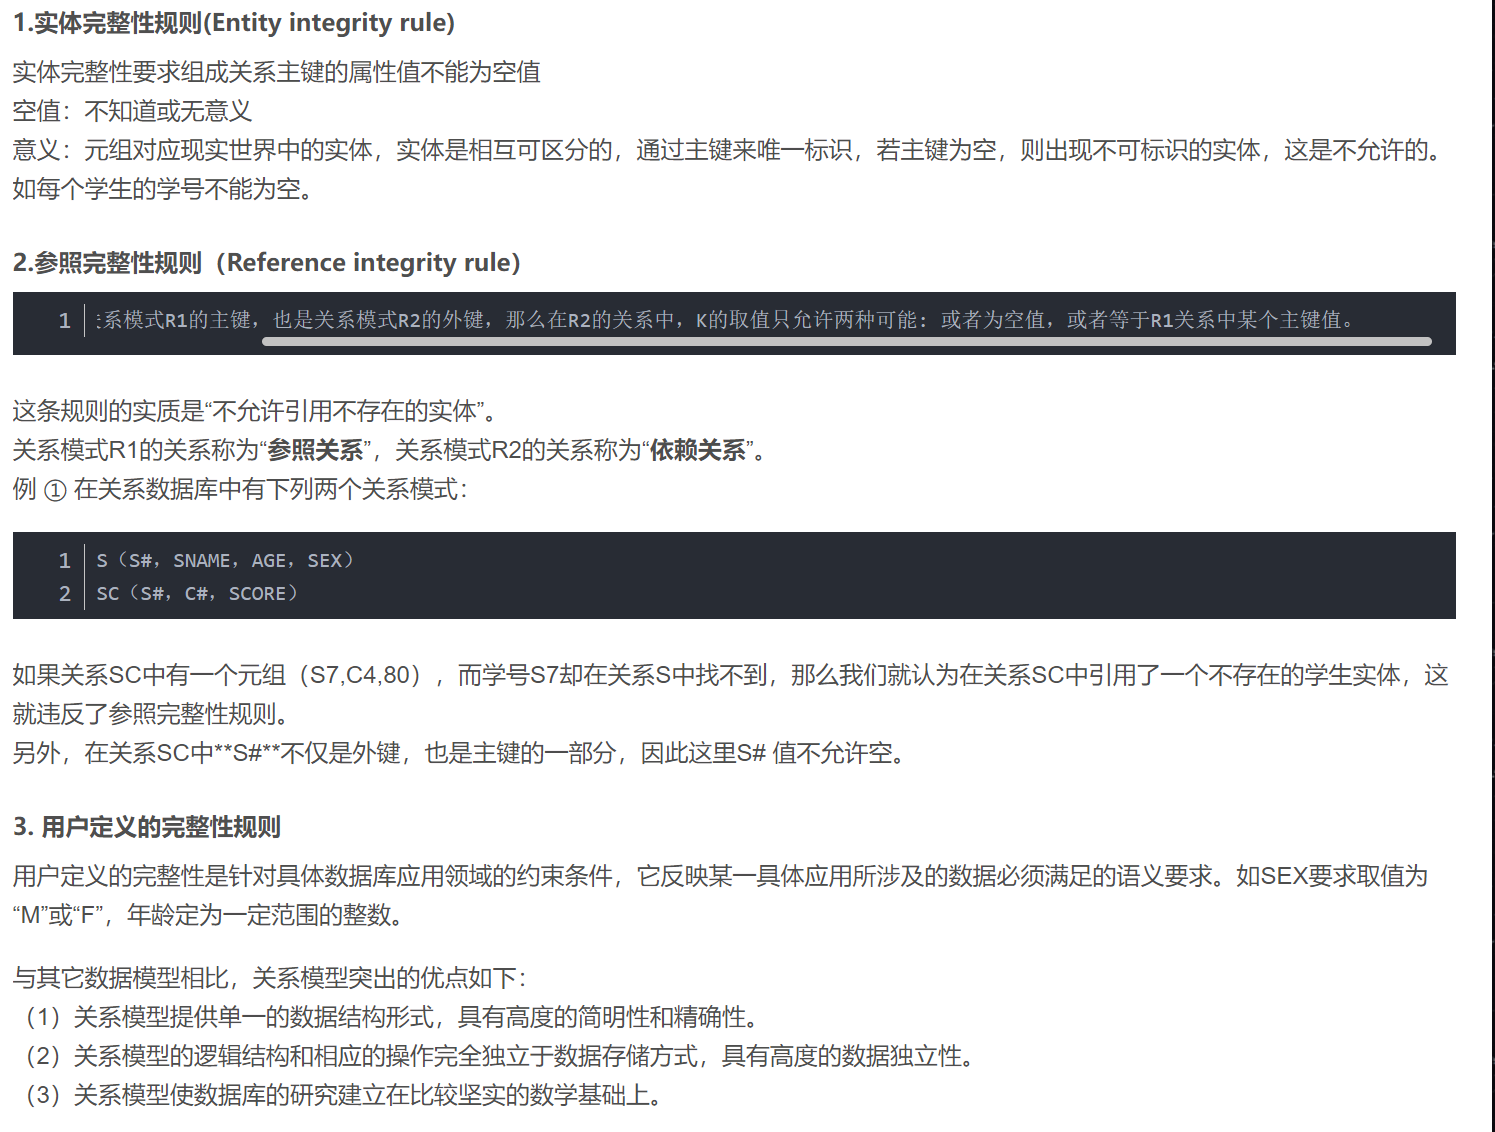 1.实体完整性规则(Entity integrity rule)
实体完整性要求组成关系主键的属性值不能为空值
空值：不知道或无意义
意义：元组对应现实世界中的实体，实体是相互可区分的，通过主键来唯一标识，若主键为空，则出现不可标识的实体，这是不允许的。
如每个学生的学号不能为空。
2.参照完整性规则（Reference integrity rule）
1 系模式R1的主键，也是关系模式R2的外键，那么在R2的关系中，K的取值只允许两种可能: 或者为空值，或者等于R1关系中某个主键值。
这条规则的实质是“不允许引用不存在的实体”。
关系模式R1的关系称为“参照关系”，关系模式R2的关系称为“依赖关系”。
例 ① 在关系数据库中有下列两个关系模式：
1 S（S#，SNAME，AGE，SEX）
2 SC（S#，C#，SCORE）
如果关系SC中有一个元组（S7,C4,80），而学号S7却在关系S中找不到，那么我们就认为在关系SC中引用了一个不存在的学生实体，这
就违反了参照完整性规则。
另外，在关系SC中**S#**不仅是外键，也是主键的一部分，因此这里S# 值不允许空。
3. 用户定义的完整性规则
用户定义的完整性是针对具体数据库应用领域的约束条件，它反映某一具体应用所涉及的数据必须满足的语义要求。如SEX要求取值为
“M”或“F”，年龄定为一定范围的整数。
与其它数据模型相比，关系模型突出的优点如下：
（1）关系模型提供单一的数据结构形式，具有高度的简明性和精确性。
（2）关系模型的逻辑结构和相应的操作完全独立于数据存储方式，具有高度的数据独立性。
（3）关系模型使数据库的研究建立在比较坚实的数学基础上。